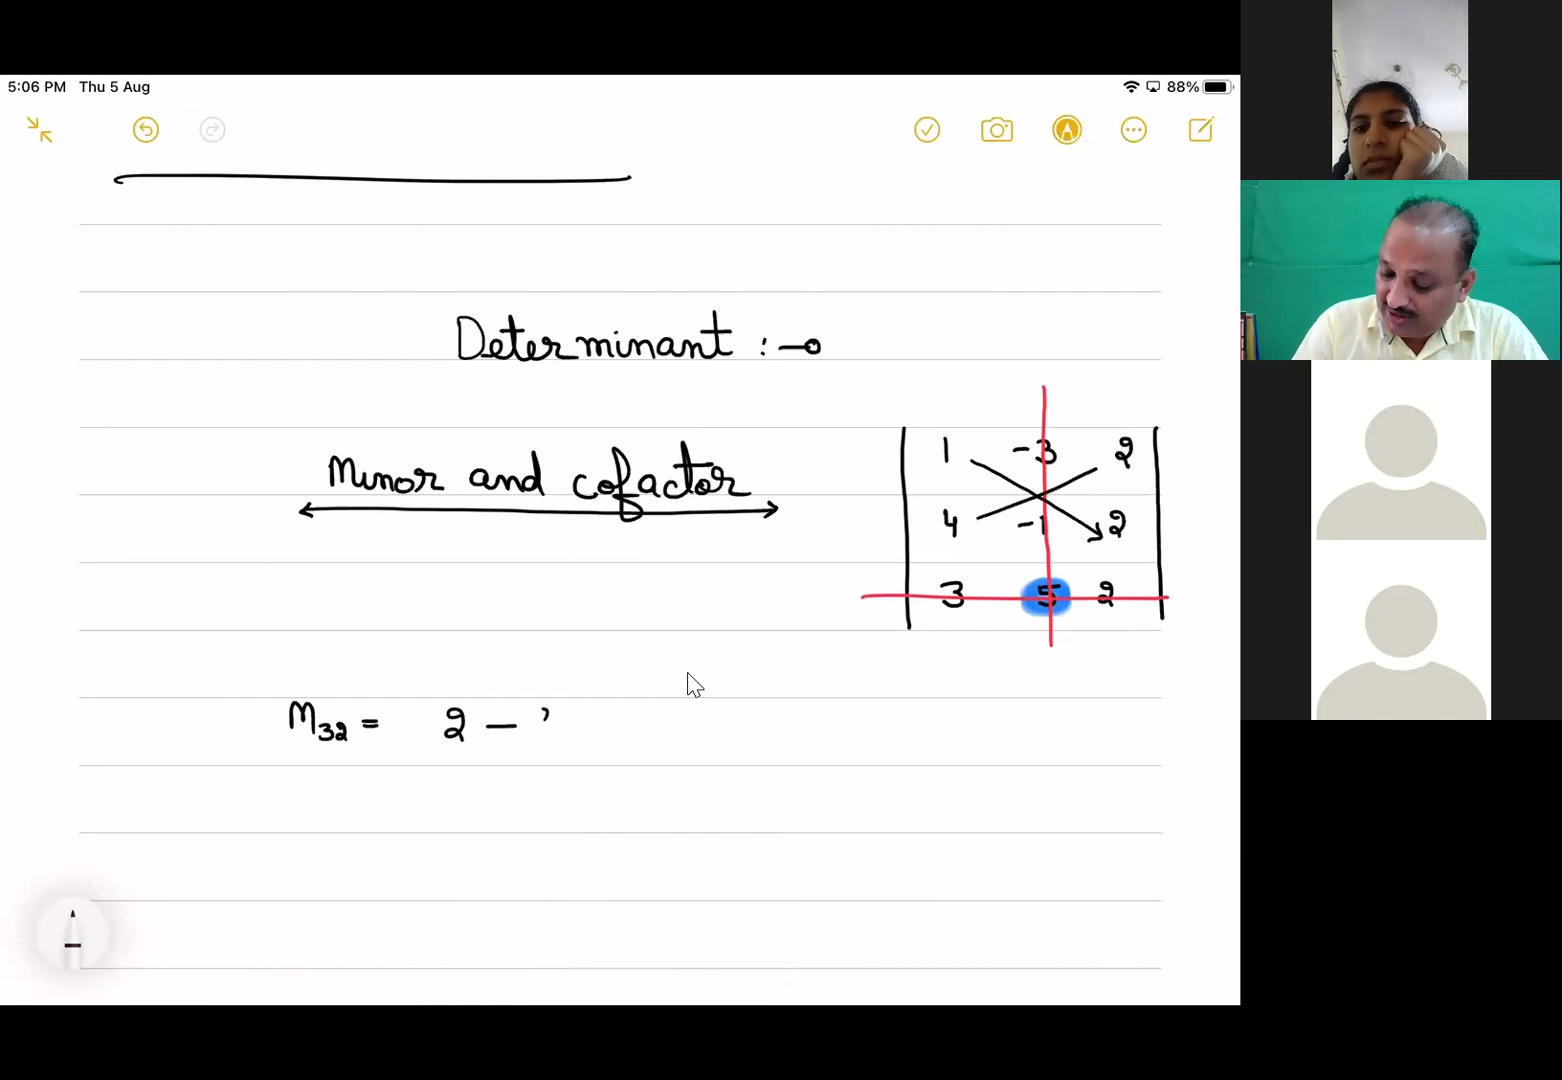 5:06 PM Thu 5 Aug 88%
Determinant :
Minor and cofactor
1 -3 2
4 -1 2
3 5 2
M32 = 2 —